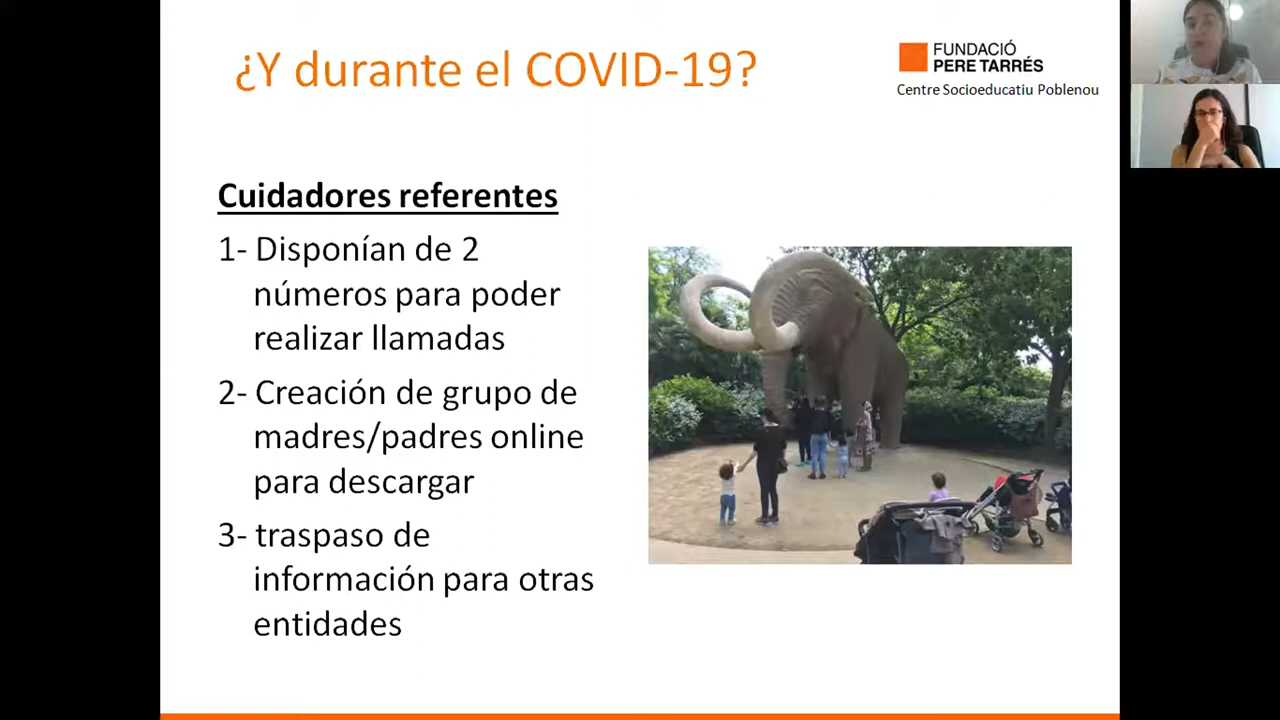 ¿Y durante el COVID-19?
FUNDACIÓ
PERE TARRÉS
Centre Socioeducatiu Poblenou
Cuidadores referentes
1- Disponían de 2
números para poder
realizar llamadas
2- Creación de grupo de
madres/padres online
para descargar
3- traspaso de
información para otras
entidades